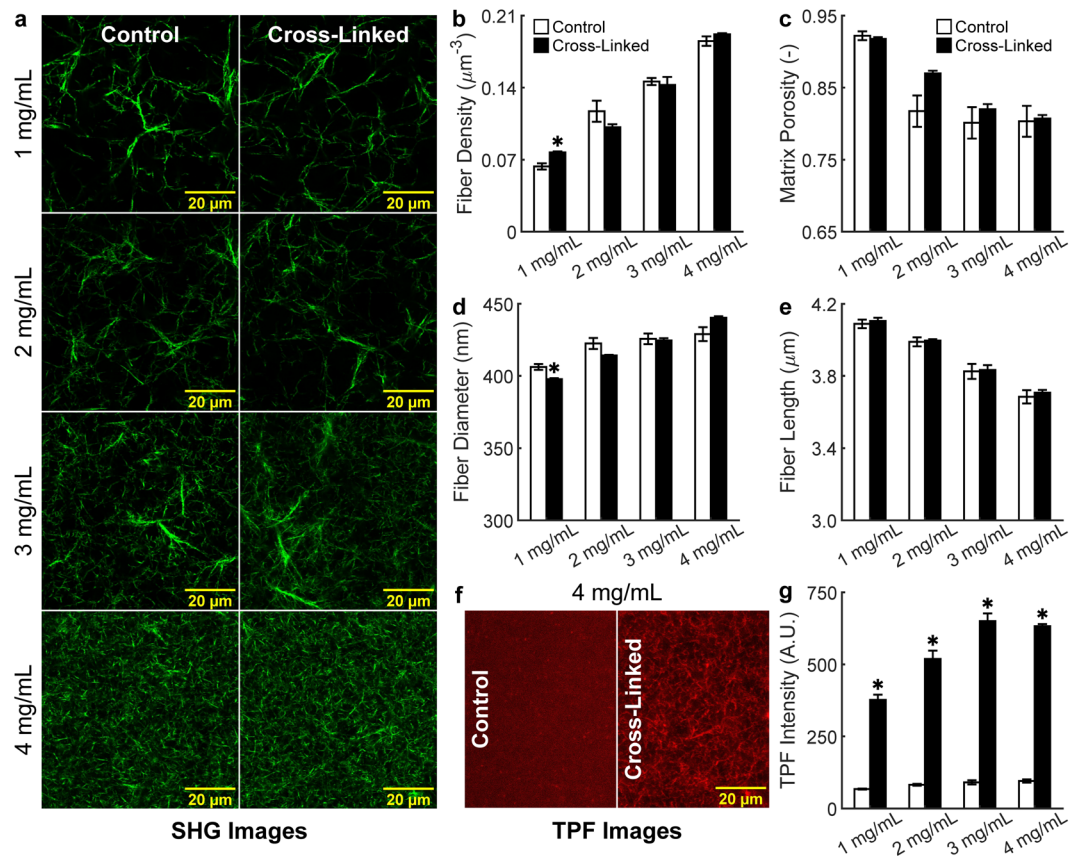 a
Control
Cross-Linked
1 mg/mL
20 µm
20 µm
2 mg/mL
20 µm
20 µm
3 mg/mL
20 µm
20 µm
4 mg/mL
20 µm
20 µm
SHG Images
b
Control
Cross-Linked
Fiber Density (µm⁻³)
0.21
0.14
0.07
0
*
1 mg/mL
2 mg/mL
3 mg/mL
4 mg/mL
c
Control
Cross-Linked
Matrix Porosity (-)
0.95
0.85
0.75
0.65
1 mg/mL
2 mg/mL
3 mg/mL
4 mg/mL
d
Fiber Diameter (nm)
450
400
350
300
*
1 mg/mL
2 mg/mL
3 mg/mL
4 mg/mL
e
Fiber Length (µm)
4.2
3.8
3.4
3.0
1 mg/mL
2 mg/mL
3 mg/mL
4 mg/mL
f
4 mg/mL
Control
Cross-Linked
20 µm
TPF Images
g
TPF Intensity (A.U.)
750
500
250
0
*
*
*
*
1 mg/mL
2 mg/mL
3 mg/mL
4 mg/mL